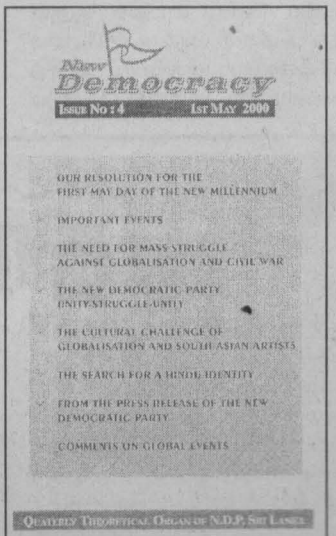 New
Democracy
ISSUE NO : 4 1ST MAY 2000
OUR RESOLUTION FOR THE
FIRST MAY DAY OF THE NEW MILLENNIUM
IMPORTANT EVENTS
THE NEED FOR MASS STRUGGLE
AGAINST GLOBALISATION AND CIVIL WAR
THE NEW DEMOCRATIC PARTY
UNITY-STRUGGLE-UNITY
THE CULTURAL CHALLENGE OF
GLOBALISATION AND SOUTH ASIAN ARTISTS
THE SEARCH FOR A HINDU IDENTITY
FROM THE PRESS RELEASE OF THE NEW
DEMOCRATIC PARTY
COMMENTS ON GLOBAL EVENTS
QUATERLY THEORETICAL ORGAN OF N.D.P. SRI LANKA